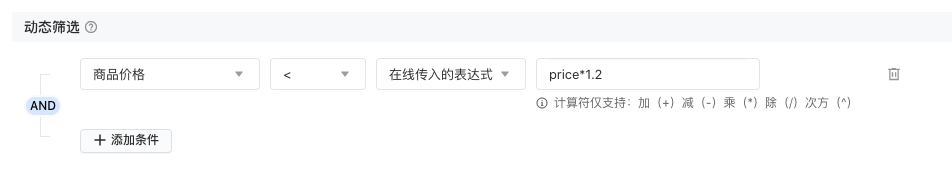 动态筛选
商品价格 < 在线传入的表达式 price*1.2
AND
计算符仅支持：加（+）减（-）乘（*）除（/）次方（^）
添加条件